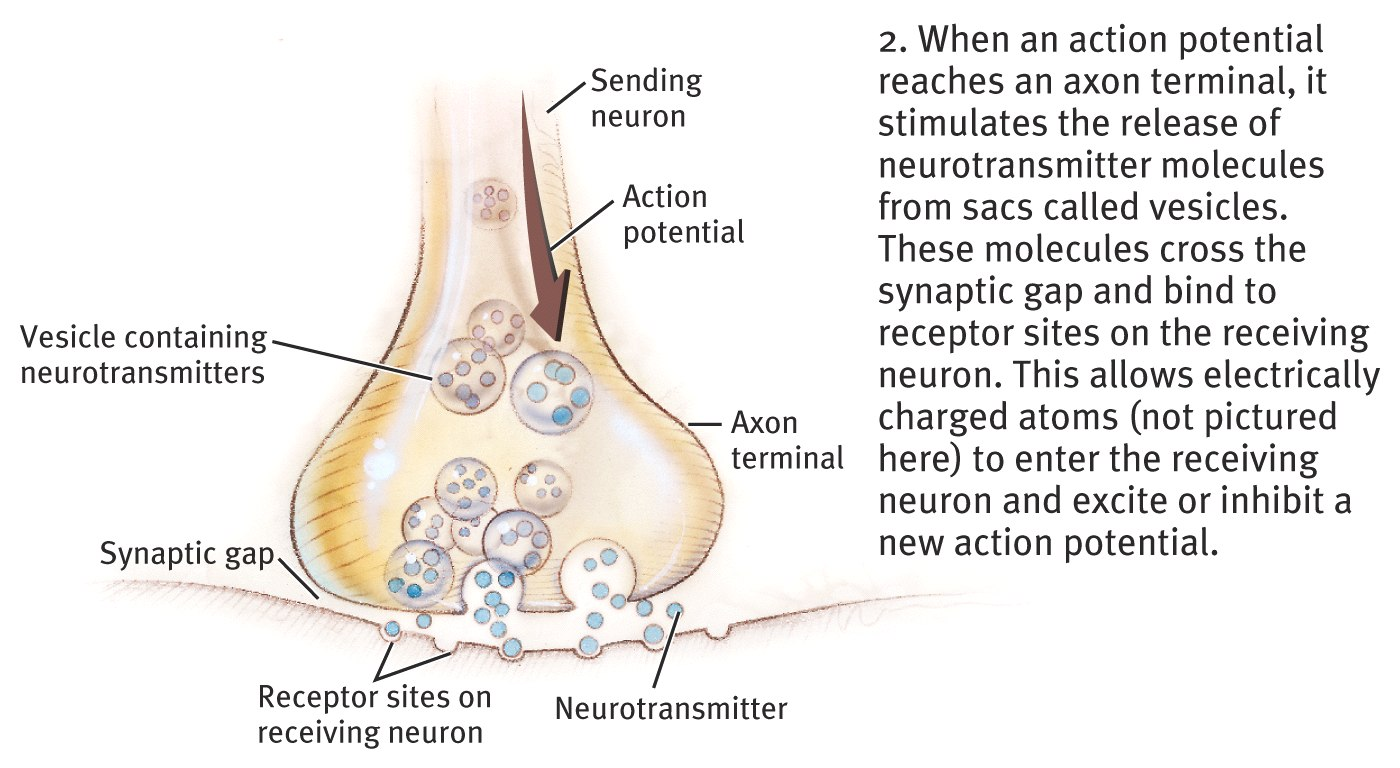 Sending
neuron
Action
potential
Vesicle containing
neurotransmitters
Axon
terminal
Synaptic gap
Receptor sites on
receiving neuron
Neurotransmitter
2. When an action potential
reaches an axon terminal, it
stimulates the release of
neurotransmitter molecules
from sacs called vesicles.
These molecules cross the
synaptic gap and bind to
receptor sites on the receiving
neuron. This allows electrically
charged atoms (not pictured
here) to enter the receiving
neuron and excite or inhibit a
new action potential.